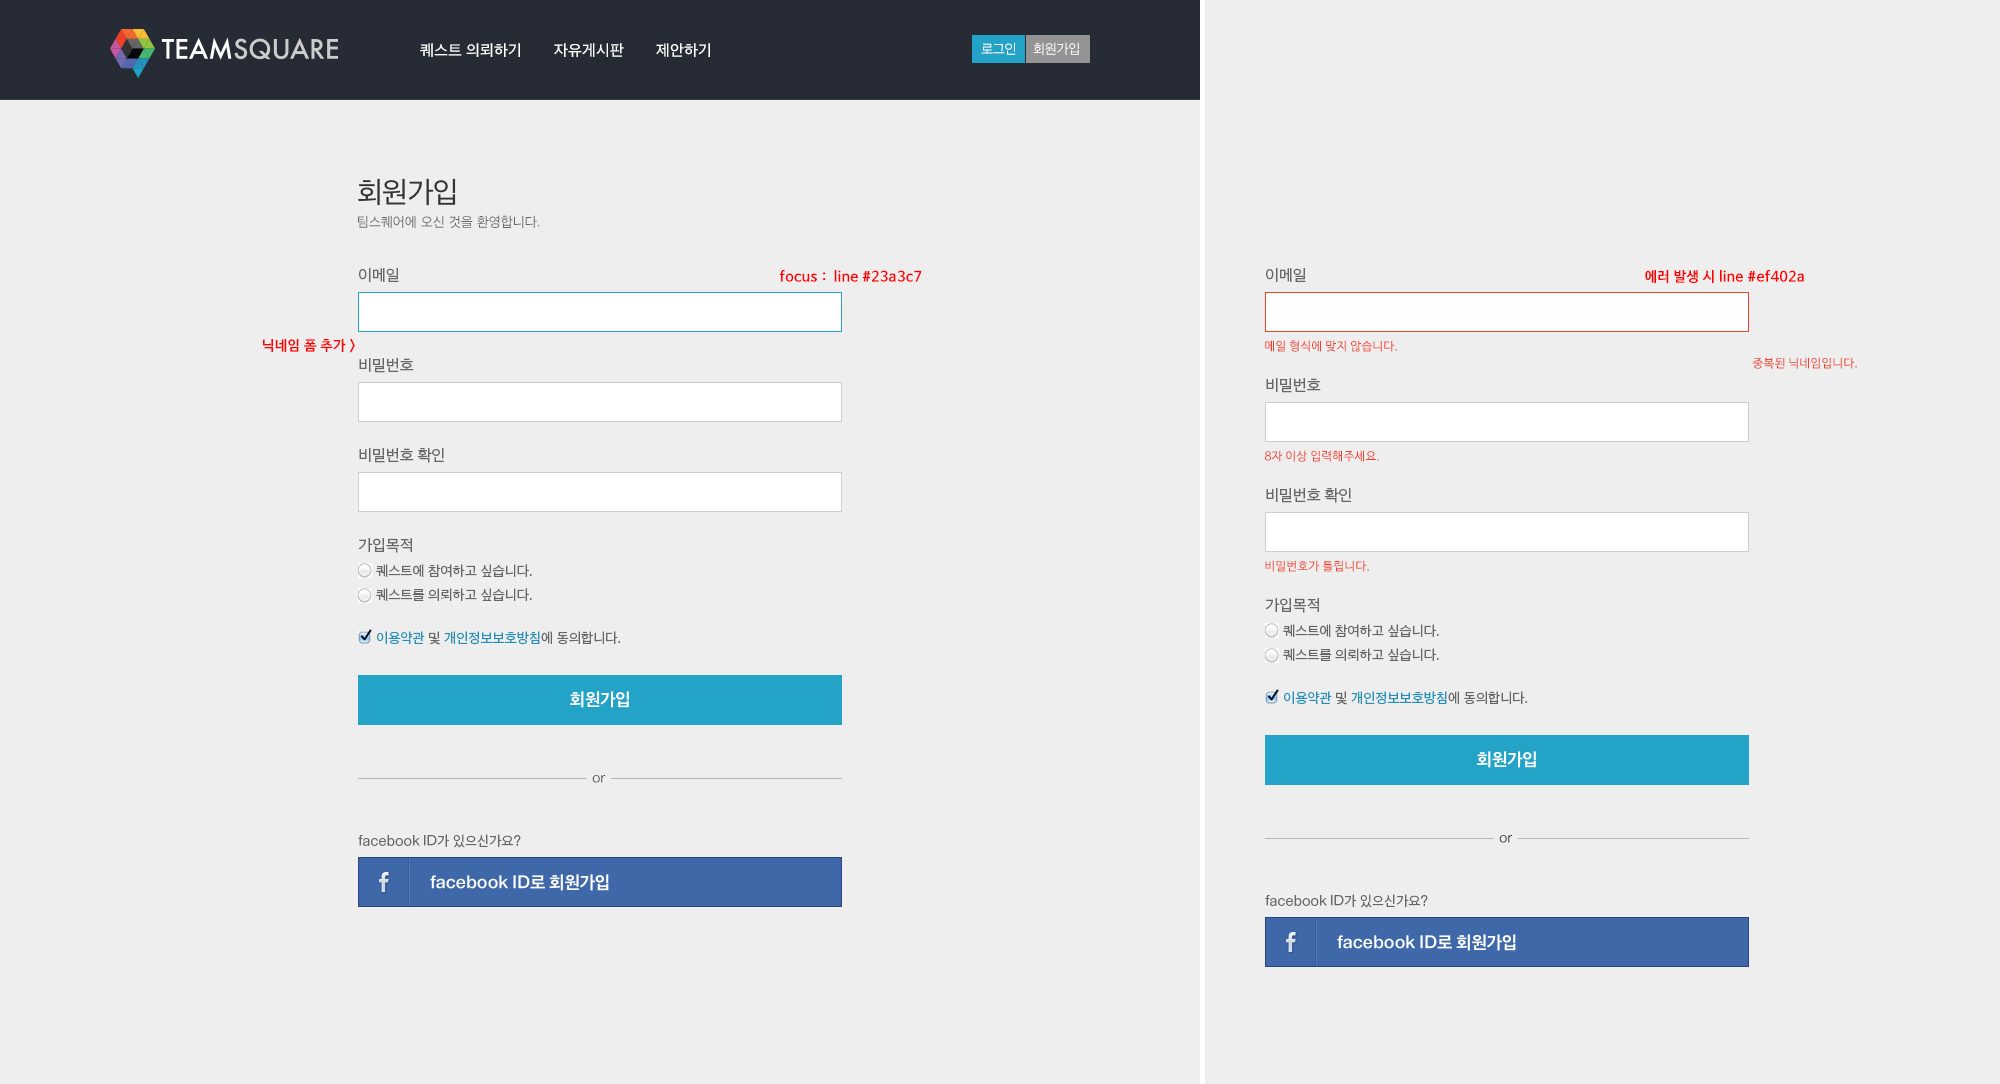 TEAMSQUARE
퀘스트 의뢰하기 자유게시판 제안하기
로그인 회원가입
회원가입
팀스퀘어에 오신 것을 환영합니다.
이메일
focus : line #23a3c7
닉네임 폼 추가 >
비밀번호
비밀번호 확인
가입목적
퀘스트에 참여하고 싶습니다.
퀘스트를 의뢰하고 싶습니다.
이용약관 및 개인정보보호방침에 동의합니다.
회원가입
or
facebook ID가 있으신가요?
f facebook ID로 회원가입
이메일
에러 발생 시 line #ef402a
메일 형식에 맞지 않습니다.
중복된 닉네임입니다.
비밀번호
8자 이상 입력해주세요.
비밀번호 확인
비밀번호가 틀립니다.
가입목적
퀘스트에 참여하고 싶습니다.
퀘스트를 의뢰하고 싶습니다.
이용약관 및 개인정보보호방침에 동의합니다.
회원가입
or
facebook ID가 있으신가요?
f facebook ID로 회원가입